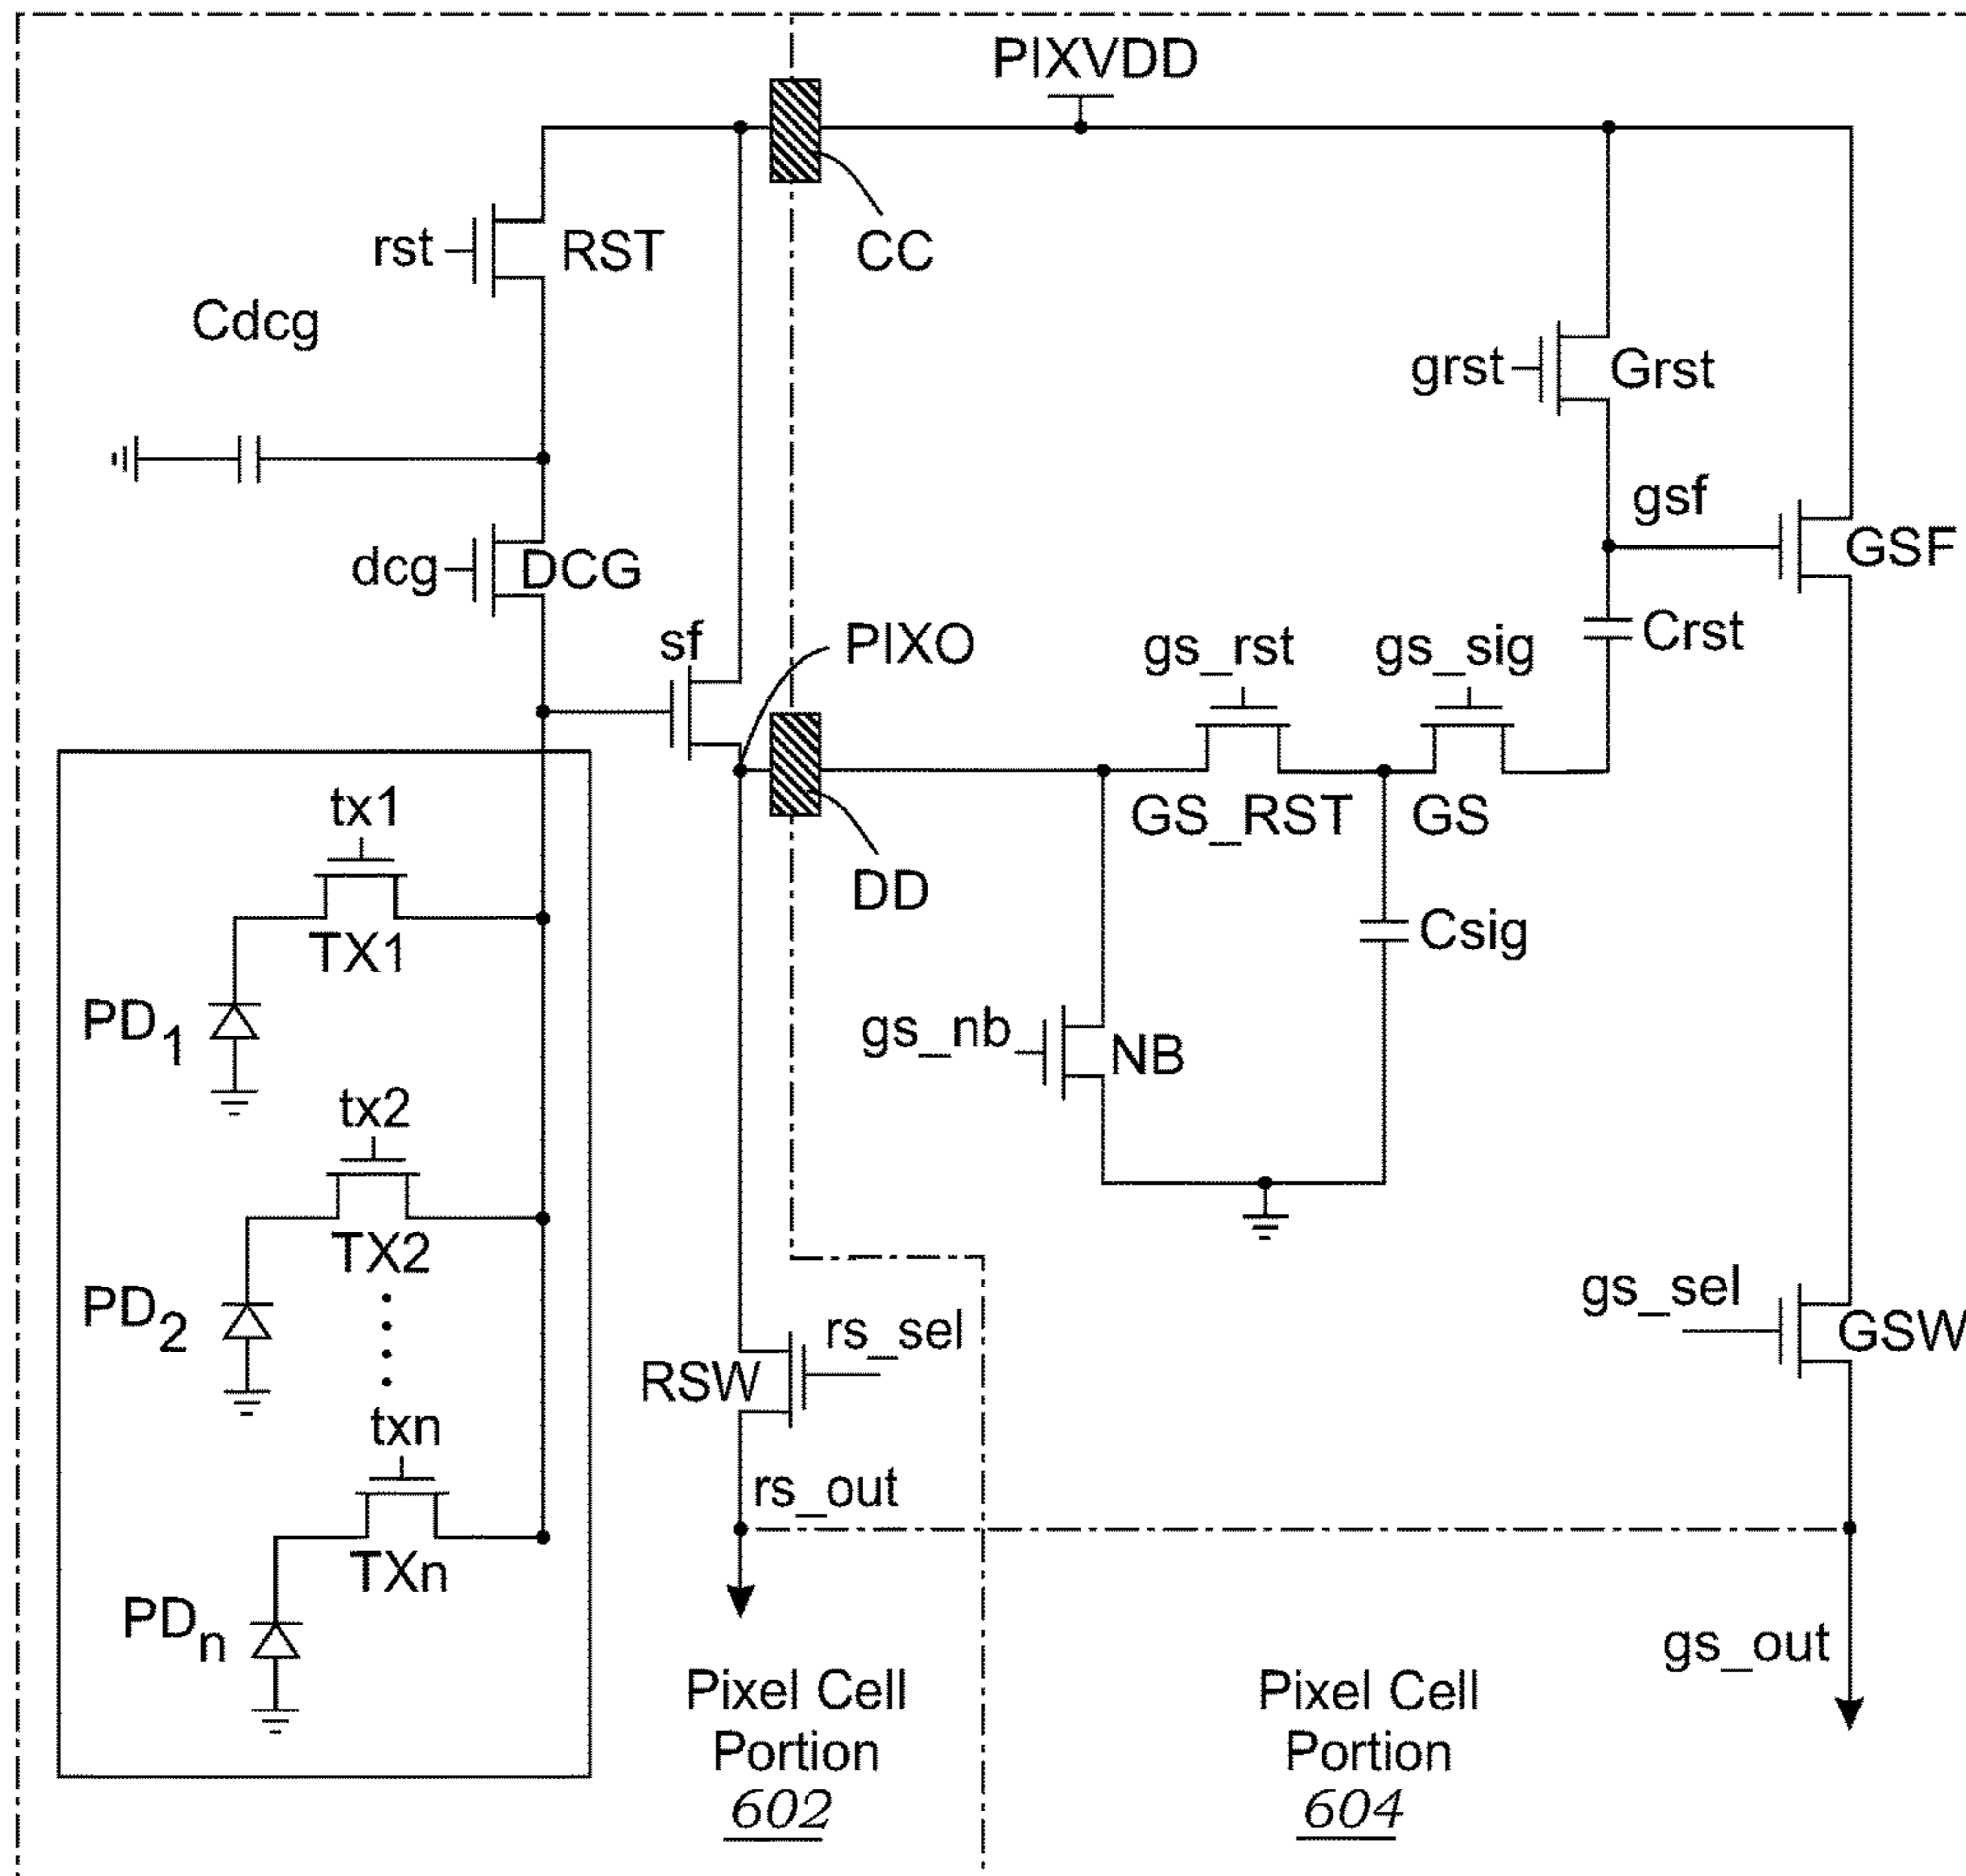 PIXVDD
rst
RST
CC
Cdcg
grst
Grst
gsf
GSF
dcg
DCG
sf
PIXO
gs_rst
gs_sig
Crst
GS_RST
GS
DD
tx1
TX1
Csig
PD1
gs_nb
NB
tx2
TX2
PD2
gs_sel
GSW
rs_sel
RSW
txn
TXn
rs_out
PDn
gs_out
Pixel Cell
Portion
602
Pixel Cell
Portion
604